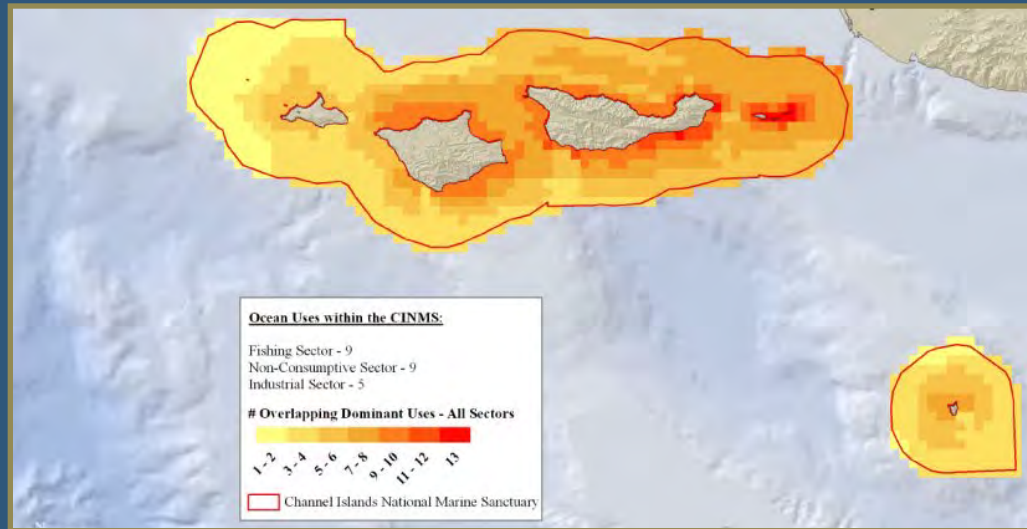 Ocean Uses within the CINMS:
Fishing Sector - 9
Non-Consumptive Sector - 9
Industrial Sector - 5
# Overlapping Dominant Uses - All Sectors
1 - 2
3 - 4
5 - 6
7 - 8
9 - 10
11 - 12
13
Channel Islands National Marine Sanctuary